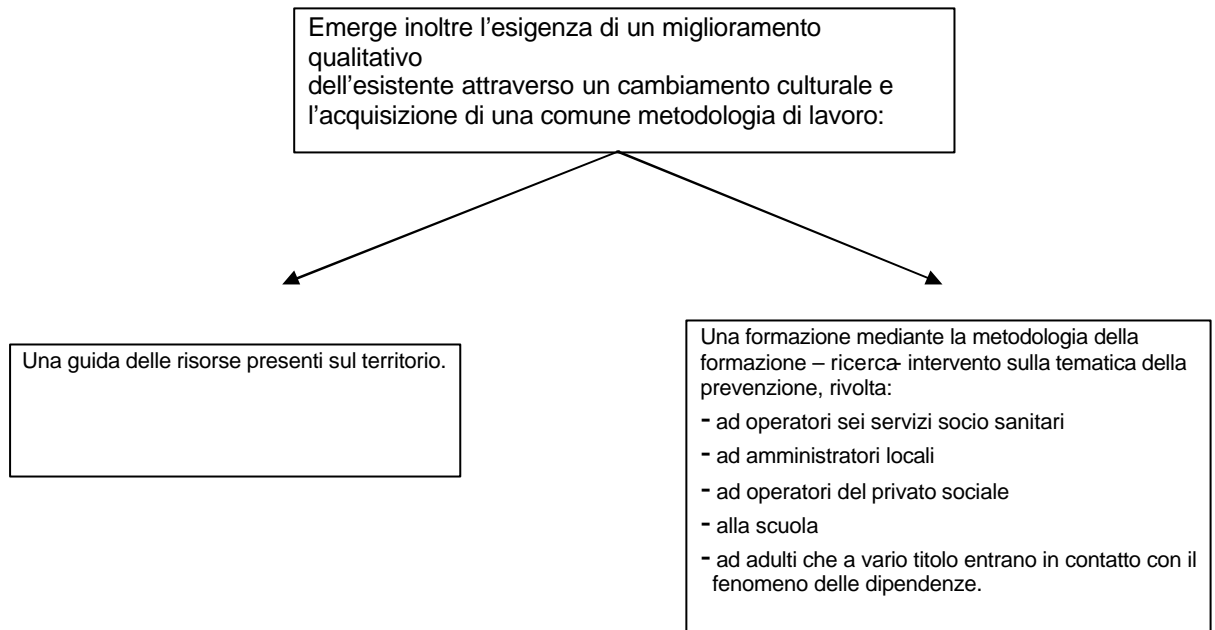 Emerge inoltre l’esigenza di un miglioramento
qualitativo
dell’esistente attraverso un cambiamento culturale e
l’acquisizione di una comune metodologia di lavoro:
Una guida delle risorse presenti sul territorio.
Una formazione mediante la metodologia della
formazione – ricerca- intervento sulla tematica della
prevenzione, rivolta:
- ad operatori sei servizi socio sanitari
- ad amministratori locali
- ad operatori del privato sociale
- alla scuola
- ad adulti che a vario titolo entrano in contatto con il
fenomeno delle dipendenze.